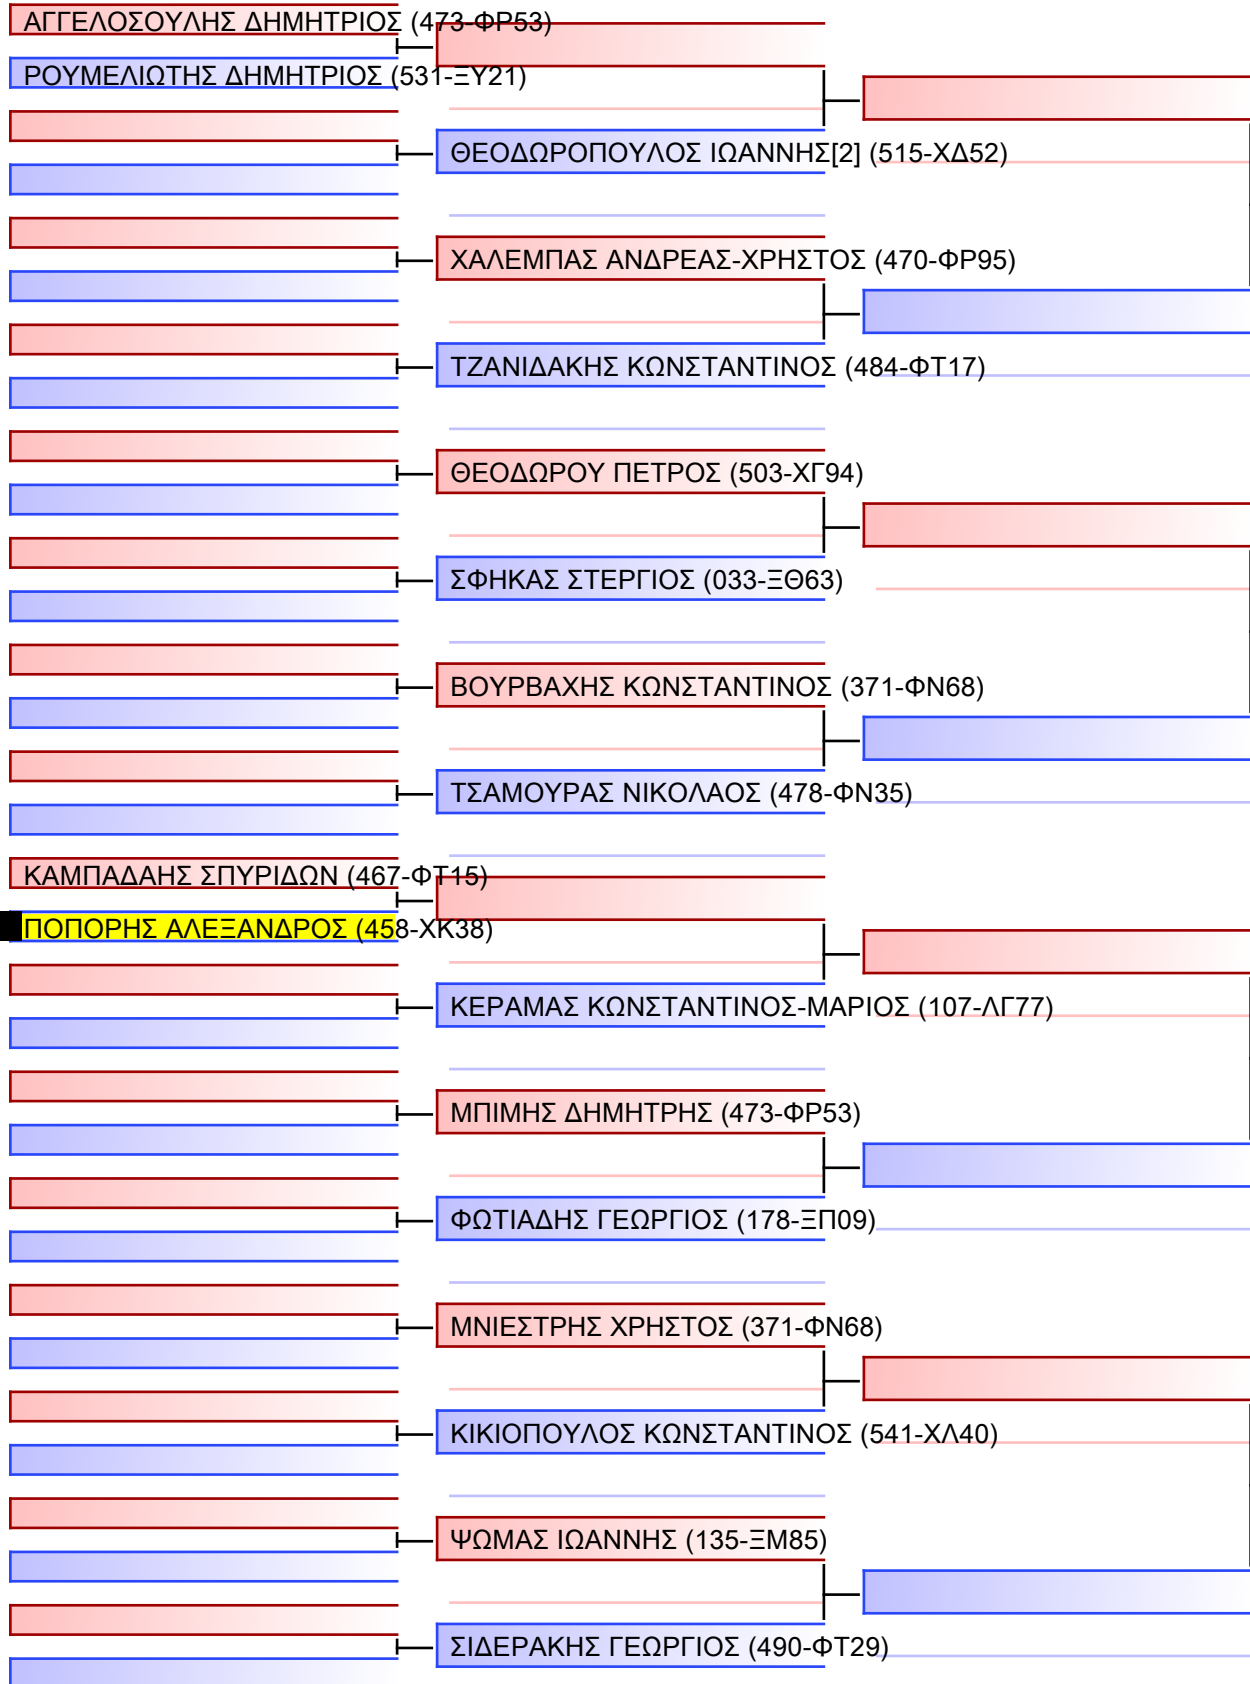 ΑΓΓΕΛΟΣΟΥΛΗΣ ΔΗΜΗΤΡΙΟΣ (473-ΦΡ53)
ΡΟΥΜΕΛΙΩΤΗΣ ΔΗΜΗΤΡΙΟΣ (531-ΞΥ21)
ΘΕΟΔΩΡΟΠΟΥΛΟΣ ΙΩΑΝΝΗΣ[2] (515-ΧΔ52)
ΧΑΛΕΜΠΑΣ ΑΝΔΡΕΑΣ-ΧΡΗΣΤΟΣ (470-ΦΡ95)
ΤΖΑΝΙΔΑΚΗΣ ΚΩΝΣΤΑΝΤΙΝΟΣ (484-ΦΤ17)
ΘΕΟΔΩΡΟΥ ΠΕΤΡΟΣ (503-ΧΓ94)
ΣΦΗΚΑΣ ΣΤΕΡΓΙΟΣ (033-ΞΘ63)
ΒΟΥΡΒΑΧΗΣ ΚΩΝΣΤΑΝΤΙΝΟΣ (371-ΦΝ68)
ΤΣΑΜΟΥΡΑΣ ΝΙΚΟΛΑΟΣ (478-ΦΝ35)
ΚΑΜΠΑΔΑΗΣ ΣΠΥΡΙΔΩΝ (467-ΦΤ15)
ΠΟΠΟΡΗΣ ΑΛΕΞΑΝΔΡΟΣ (458-ΧΚ38)
ΚΕΡΑΜΑΣ ΚΩΝΣΤΑΝΤΙΝΟΣ-ΜΑΡΙΟΣ (107-ΛΓ77)
ΜΠΙΜΗΣ ΔΗΜΗΤΡΗΣ (473-ΦΡ53)
ΦΩΤΙΑΔΗΣ ΓΕΩΡΓΙΟΣ (178-ΞΠ09)
ΜΝΙΕΣΤΡΗΣ ΧΡΗΣΤΟΣ (371-ΦΝ68)
ΚΙΚΙΟΠΟΥΛΟΣ ΚΩΝΣΤΑΝΤΙΝΟΣ (541-ΧΛ40)
ΨΩΜΑΣ ΙΩΑΝΝΗΣ (135-ΞΜ85)
ΣΙΔΕΡΑΚΗΣ ΓΕΩΡΓΙΟΣ (490-ΦΤ29)